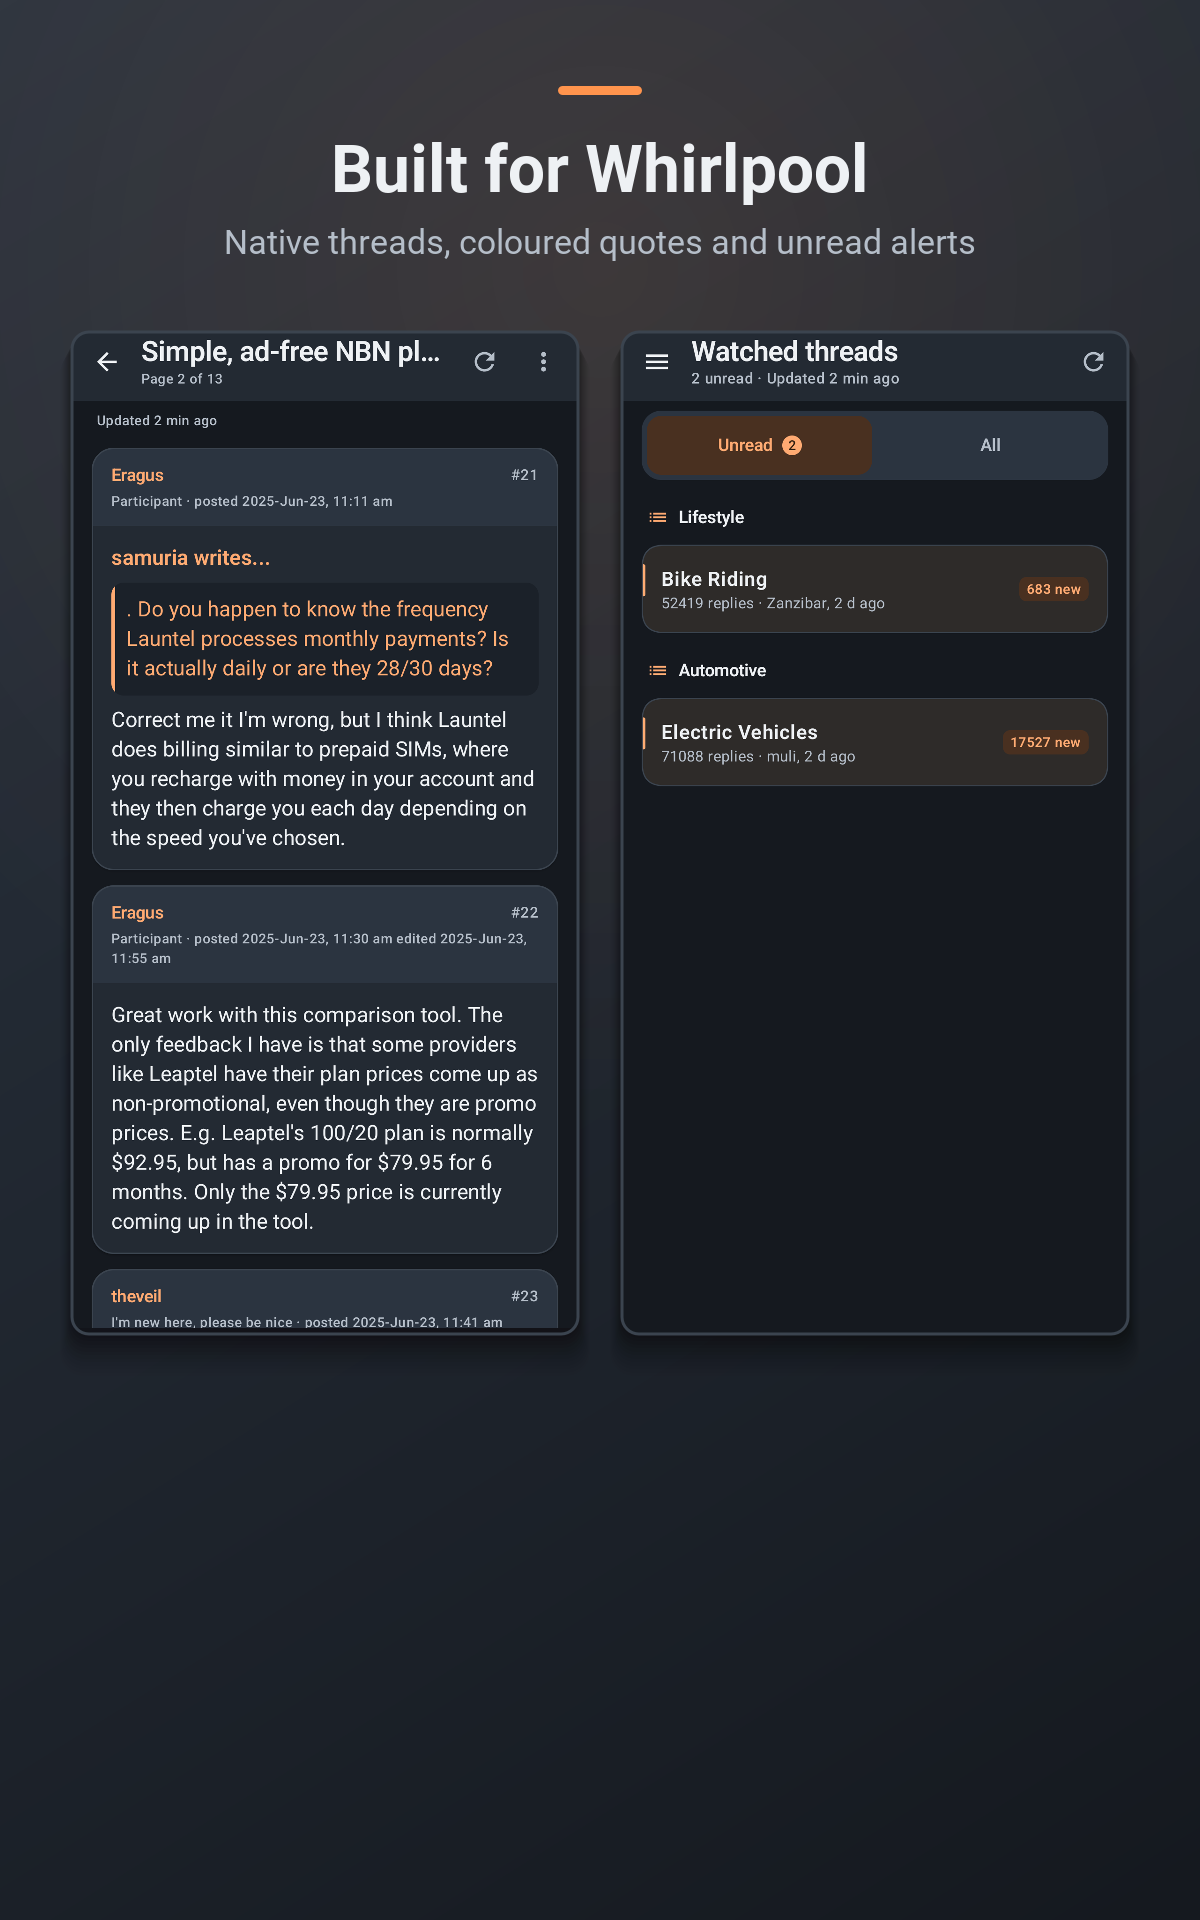 Built for Whirlpool
Native threads, coloured quotes and unread alerts
Simple, ad-free NBN pl...
Page 2 of 13
Updated 2 min ago
Eragus
#21
Participant · posted 2025-Jun-23, 11:11 am
samuria writes...
. Do you happen to know the frequency
Launtel processes monthly payments? Is
it actually daily or are they 28/30 days?
Correct me it I'm wrong, but I think Launtel
does billing similar to prepaid SIMs, where
you recharge with money in your account and
they then charge you each day depending on
the speed you've chosen.
Eragus
#22
Participant · posted 2025-Jun-23, 11:30 am edited 2025-Jun-23,
11:55 am
Great work with this comparison tool. The
only feedback I have is that some providers
like Leaptel have their plan prices come up as
non-promotional, even though they are promo
prices. E.g. Leaptel's 100/20 plan is normally
$92.95, but has a promo for $79.95 for 6
months. Only the $79.95 price is currently
coming up in the tool.
theveil
#23
I'm new here, please be nice · posted 2025-Jun-23, 11:41 am
Watched threads
2 unread · Updated 2 min ago
Unread 2
All
Lifestyle
Bike Riding
52419 replies · Zanzibar, 2 d ago
683 new
Automotive
Electric Vehicles
71088 replies · muli, 2 d ago
17527 new